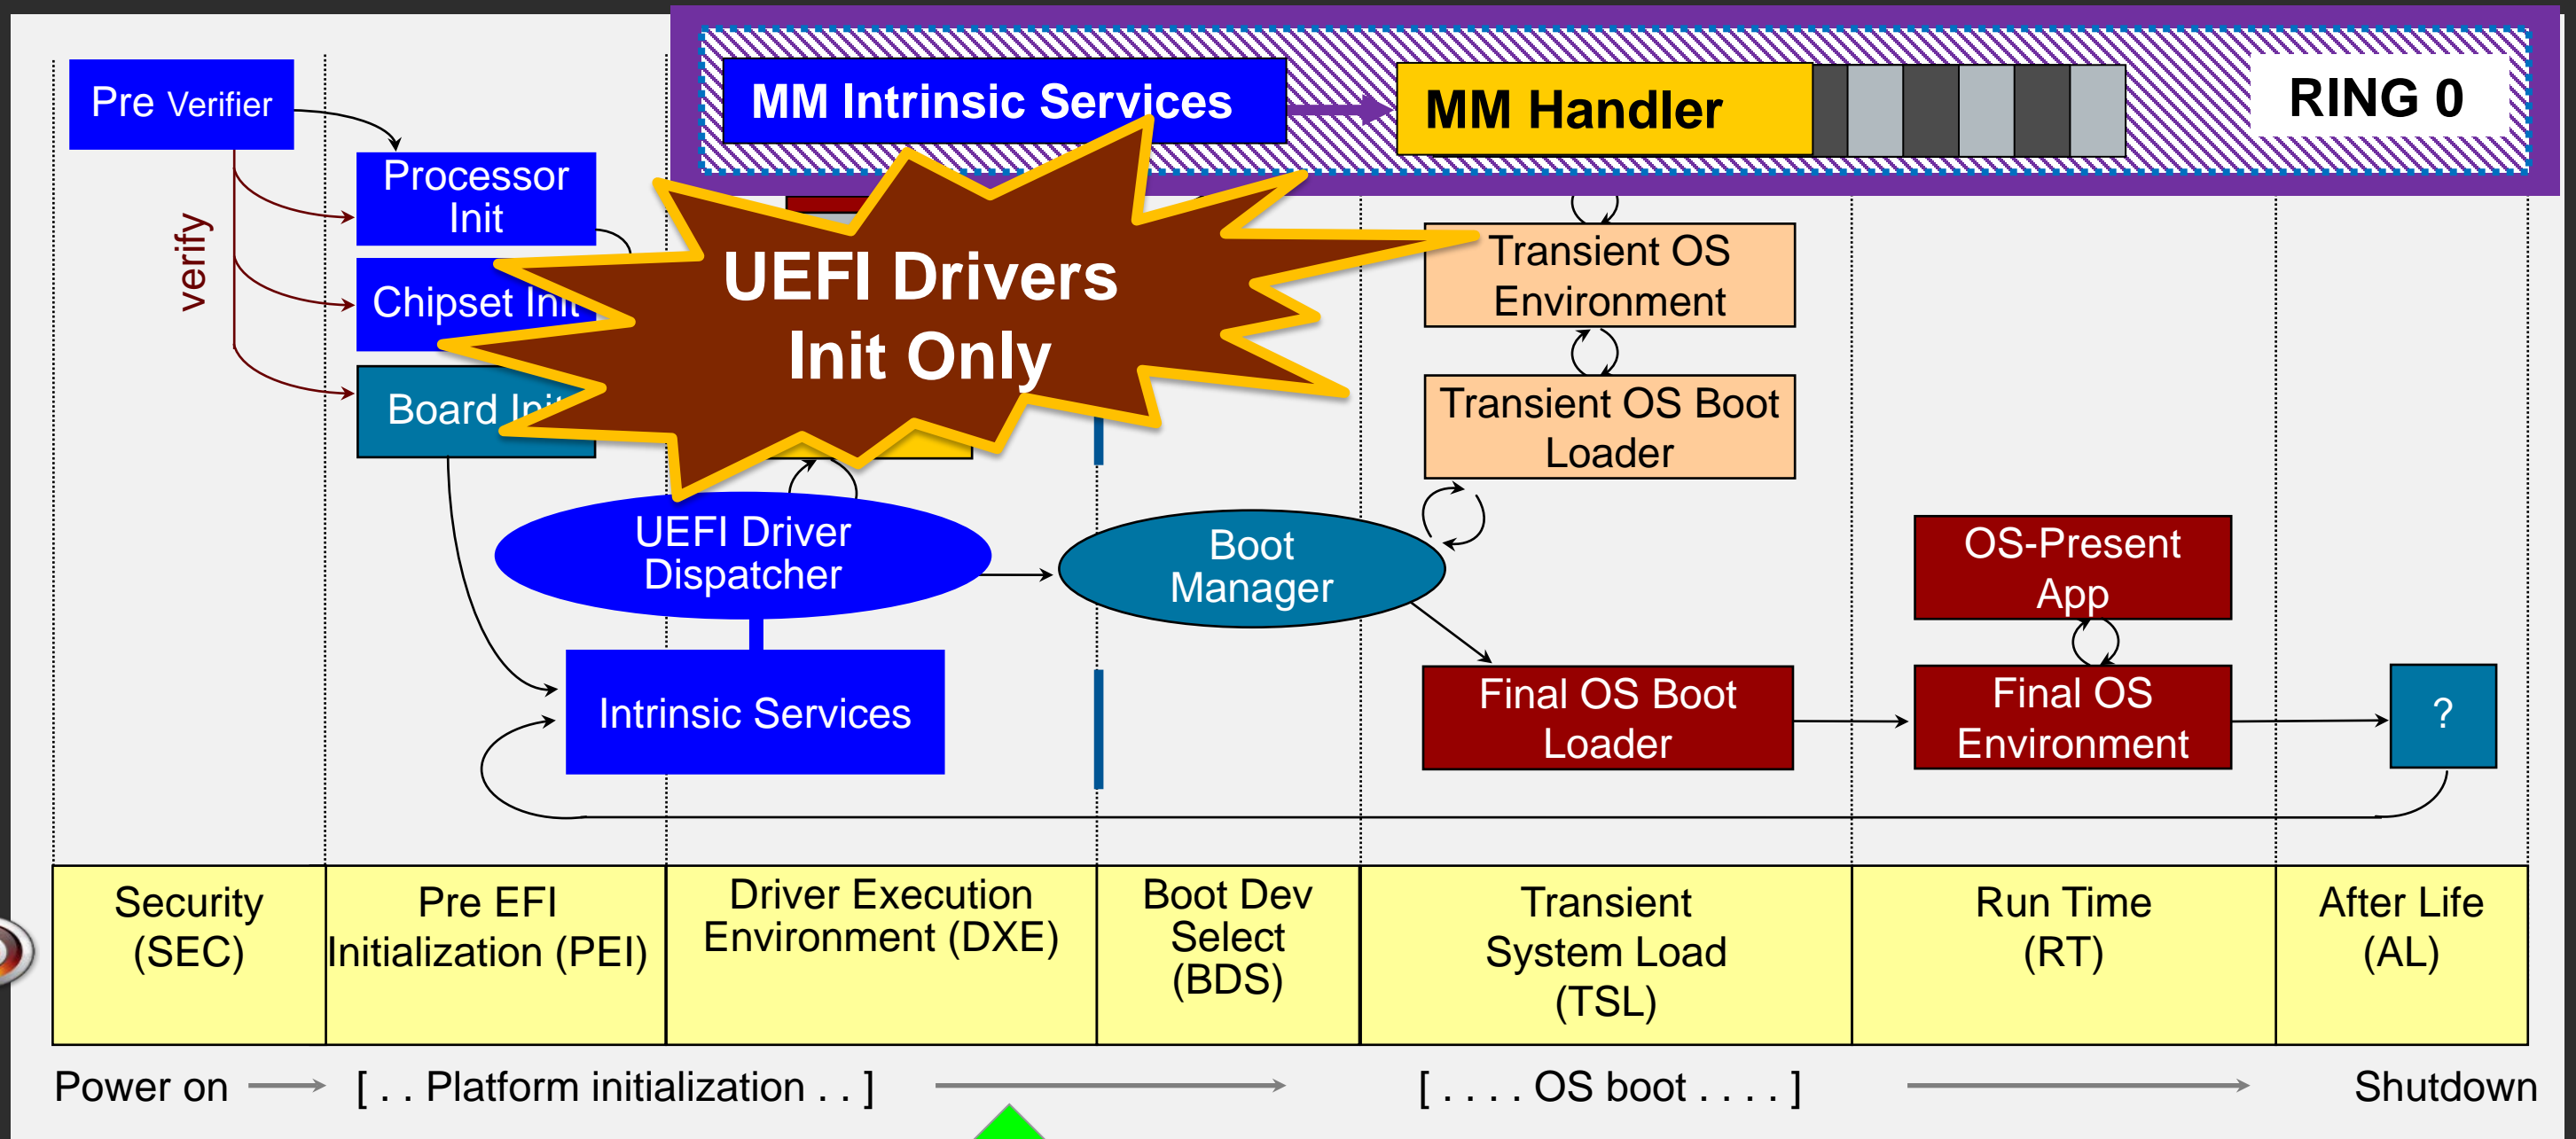 MM Intrinsic Services
MM Handler
RING 0
Pre Verifier
Processor
Init
verify
Chipset Init
Board Init
UEFI Drivers
Init Only
Transient OS
Environment
Transient OS Boot
Loader
UEFI Driver
Dispatcher
Boot
Manager
OS-Present
App
Intrinsic Services
Final OS Boot
Loader
Final OS
Environment
?
Security
(SEC)
Pre EFI
Initialization (PEI)
Driver Execution
Environment (DXE)
Boot Dev
Select
(BDS)
Transient
System Load
(TSL)
Run Time
(RT)
After Life
(AL)
Power on
[ . . Platform initialization . . ]
[ . . . . OS boot . . . . ]
Shutdown